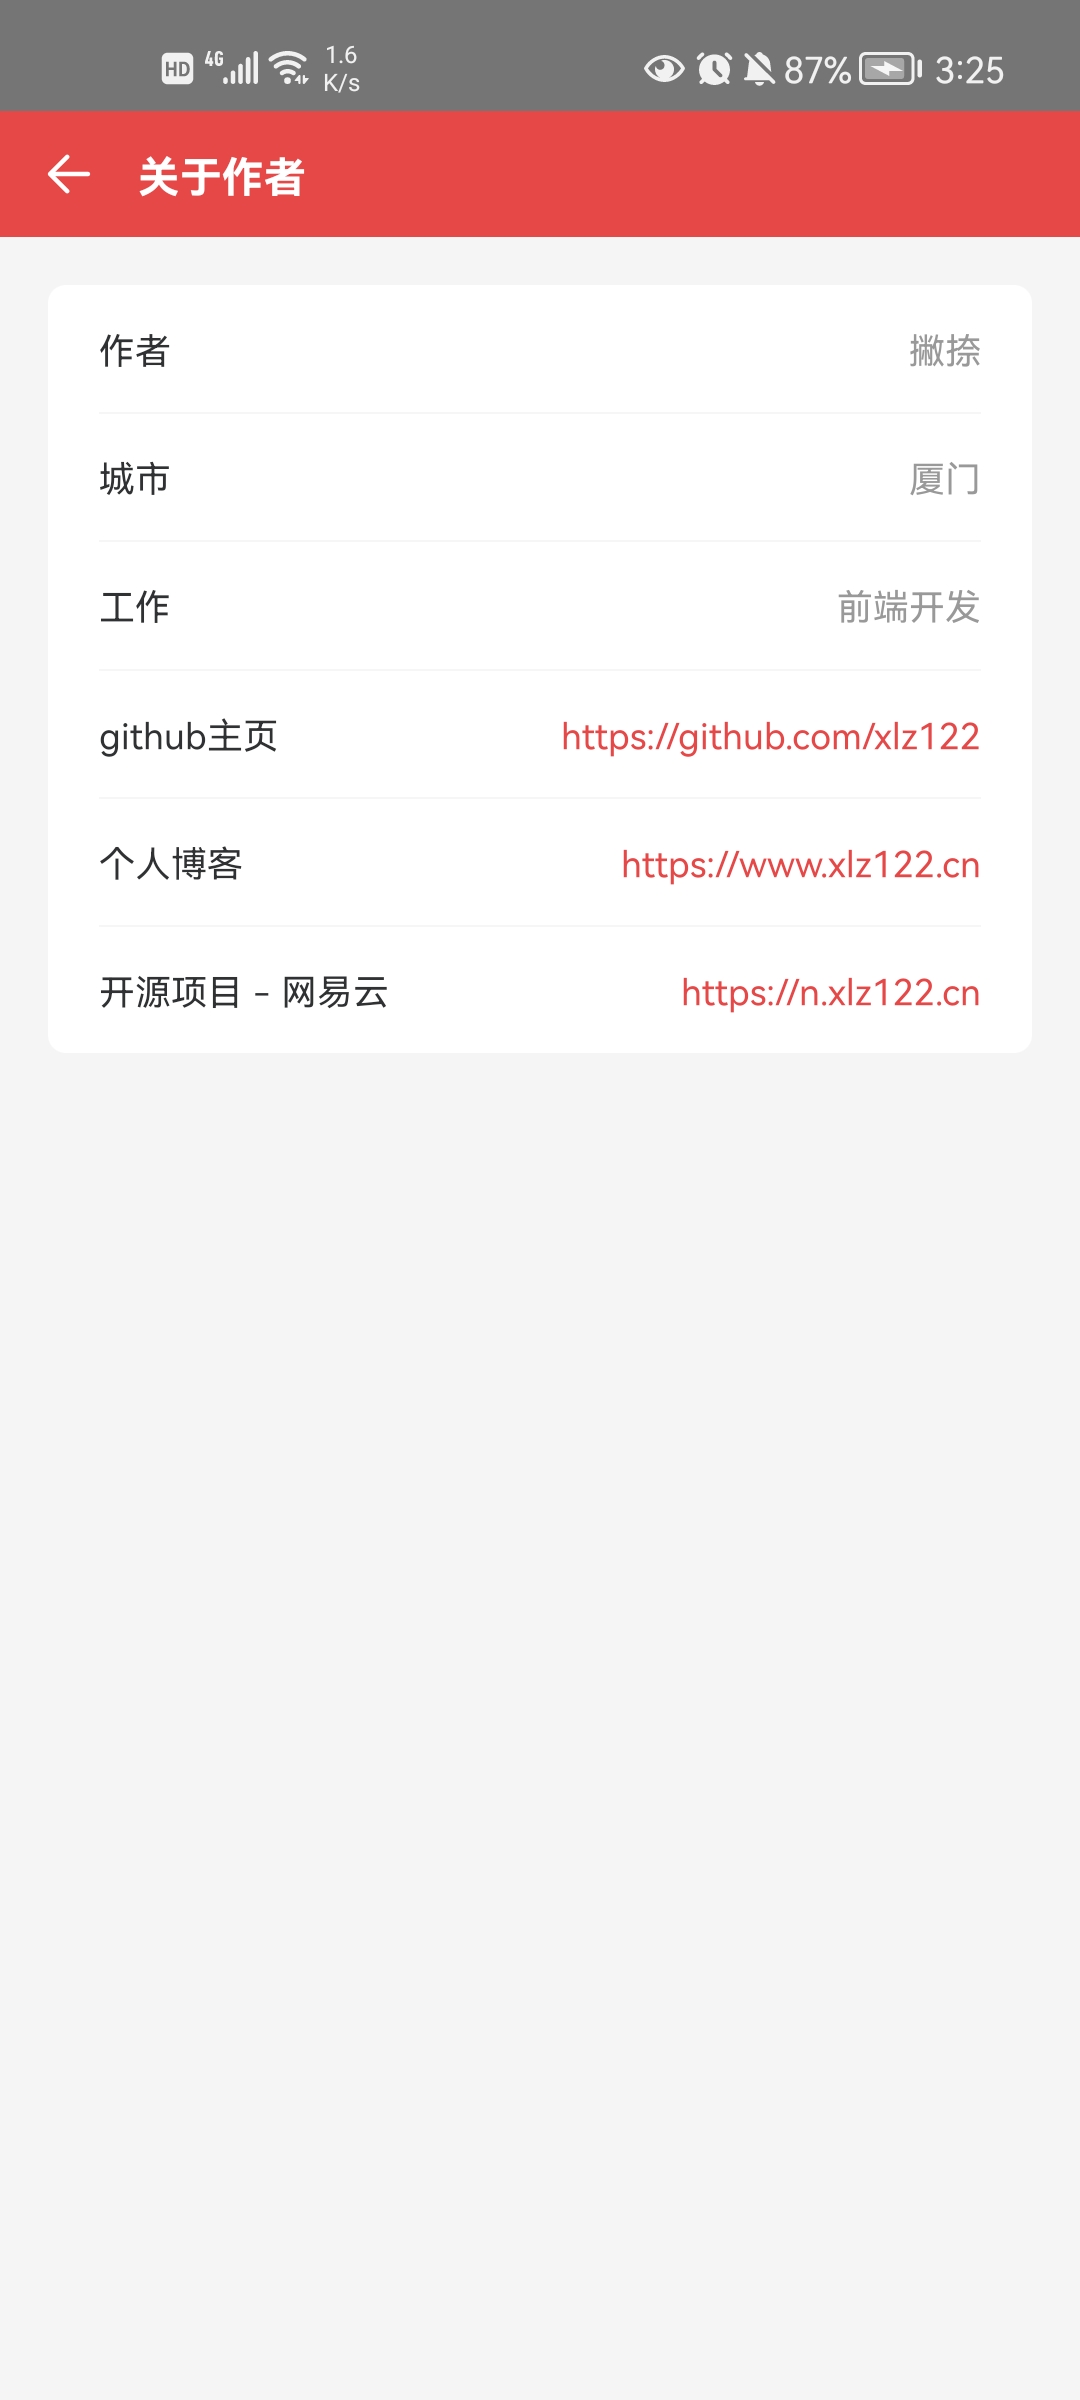 HD 4G 1.6 K/s 87% 3:25
关于作者
作者 撇捺
城市 厦门
工作 前端开发
github主页 https://github.com/xlz122
个人博客 https://www.xlz122.cn
开源项目 - 网易云 https://n.xlz122.cn